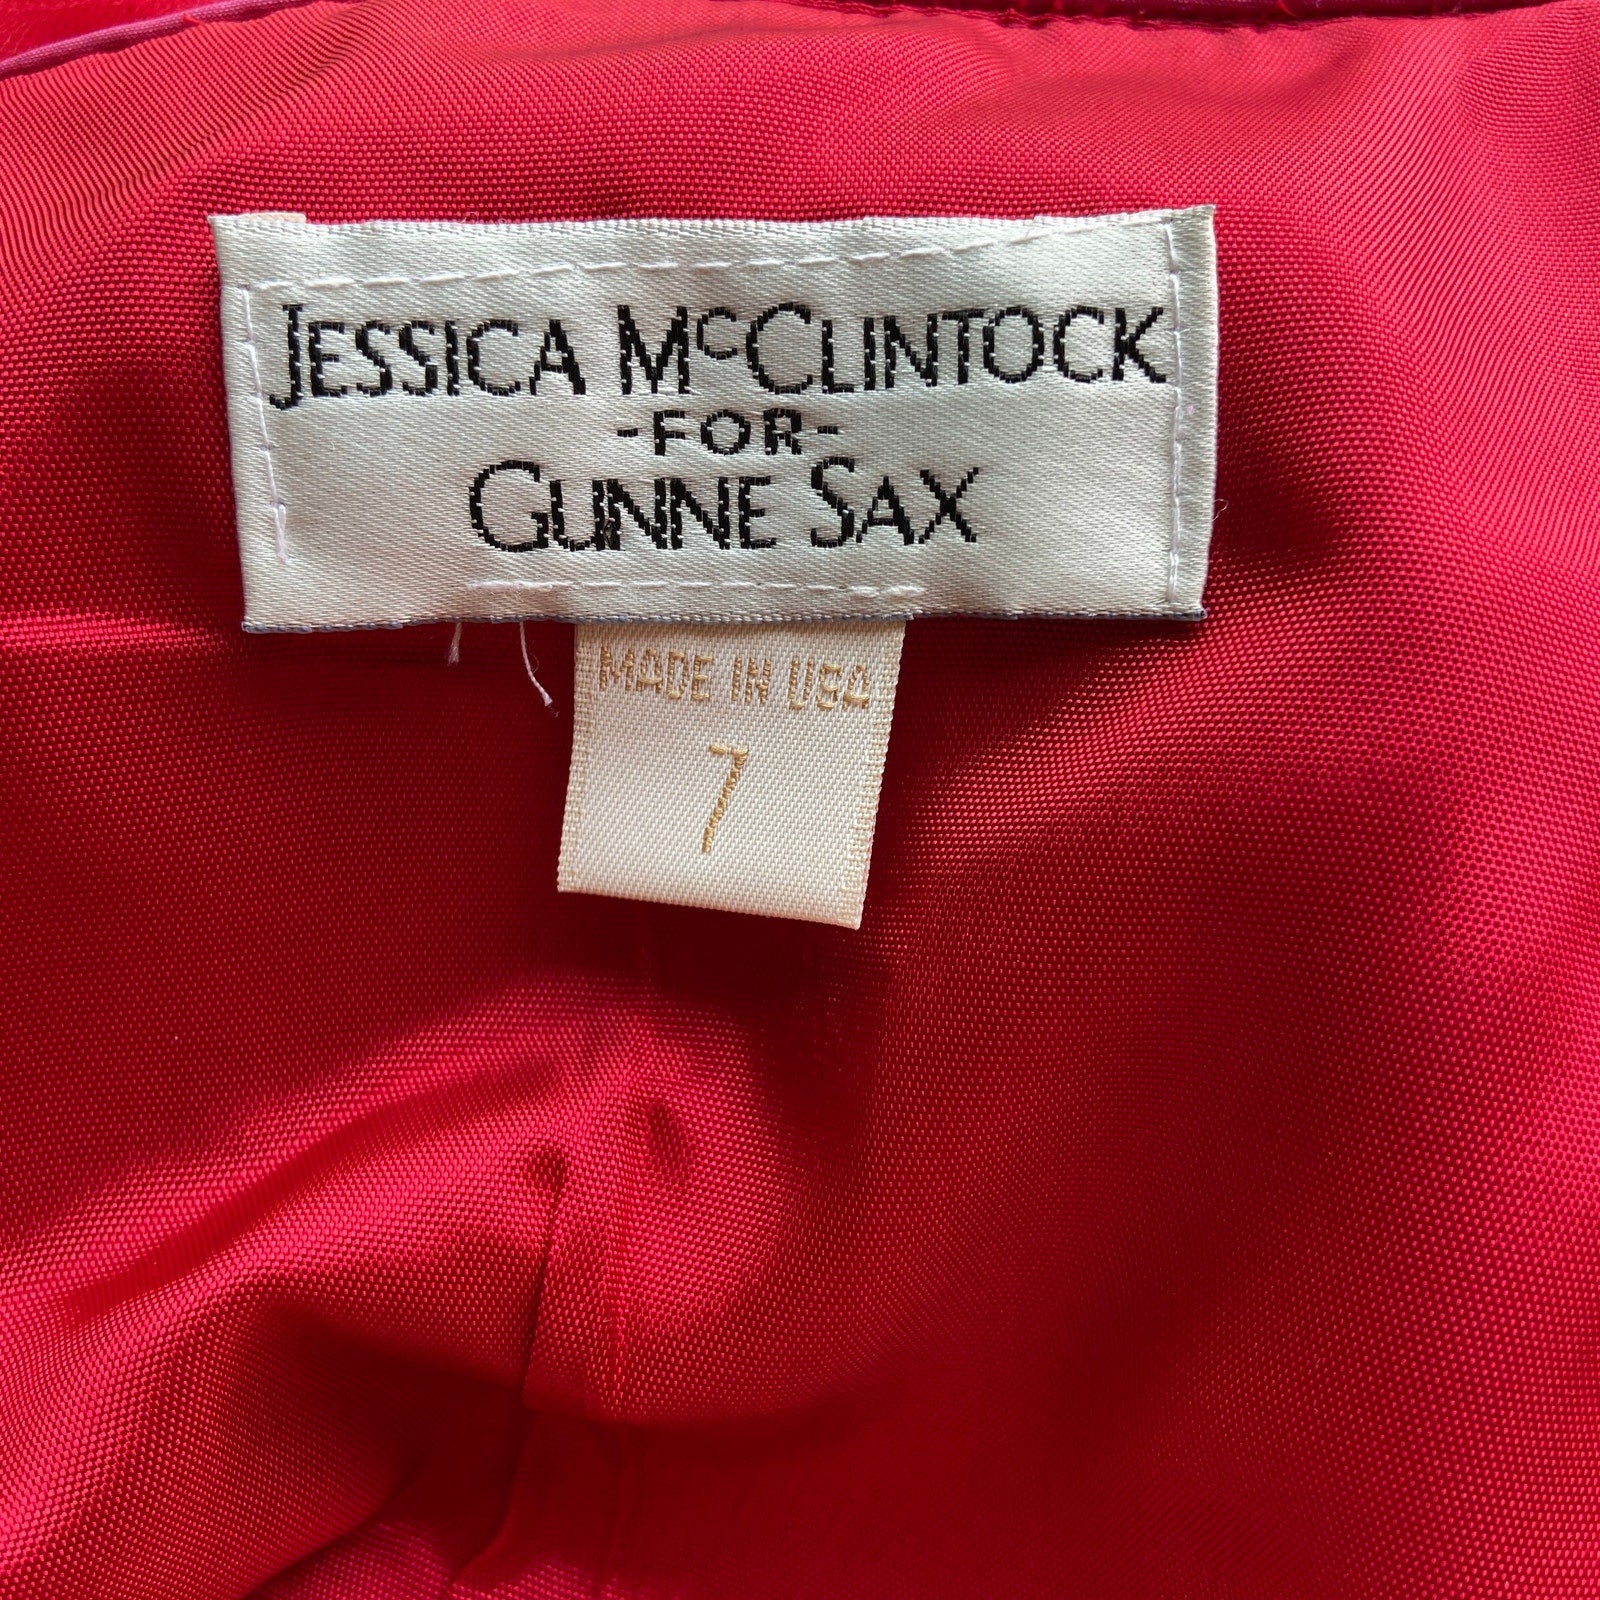 JESSICA McCLINTOCK
-FOR-
GUNNE SAX
MADE IN USA
7